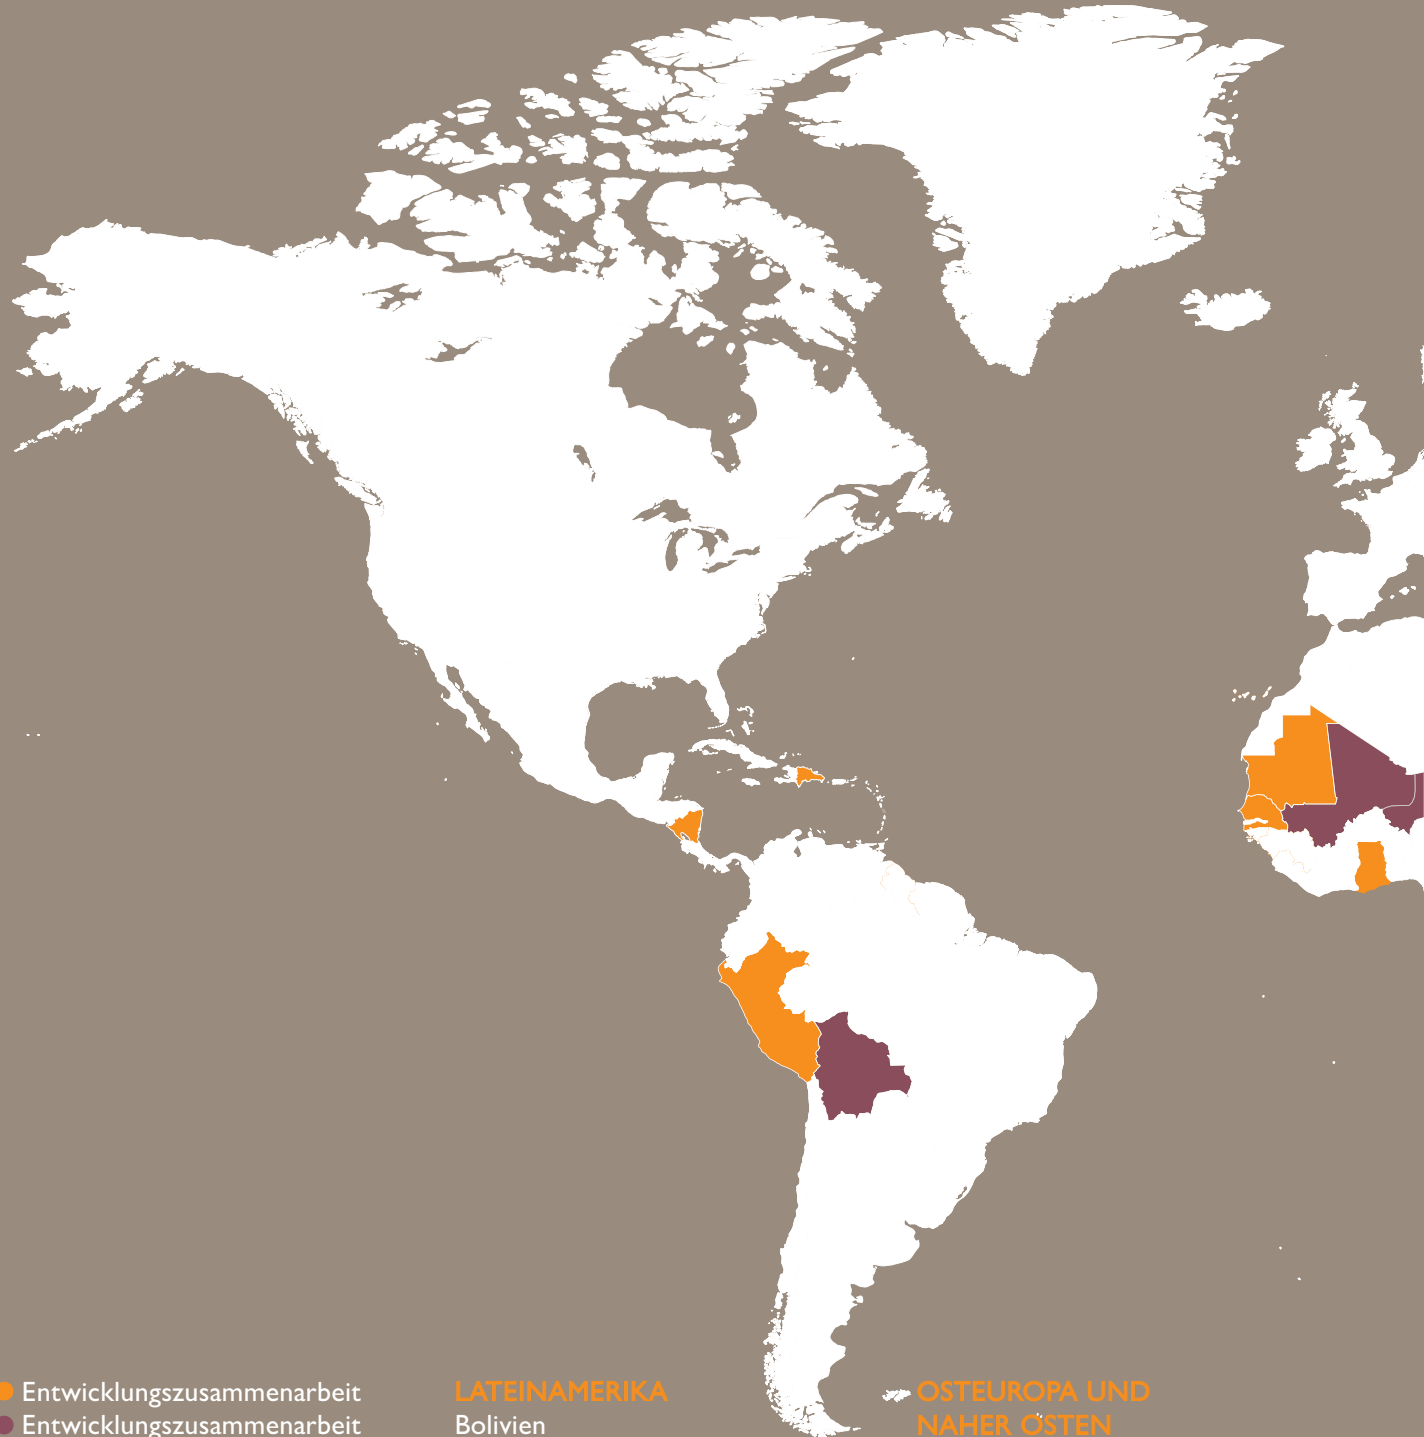 Entwicklungszusammenarbeit
Entwicklungszusammenarbeit
LATEINAMERIKA
Bolivien
OSTEUROPA UND
NAHER OSTEN